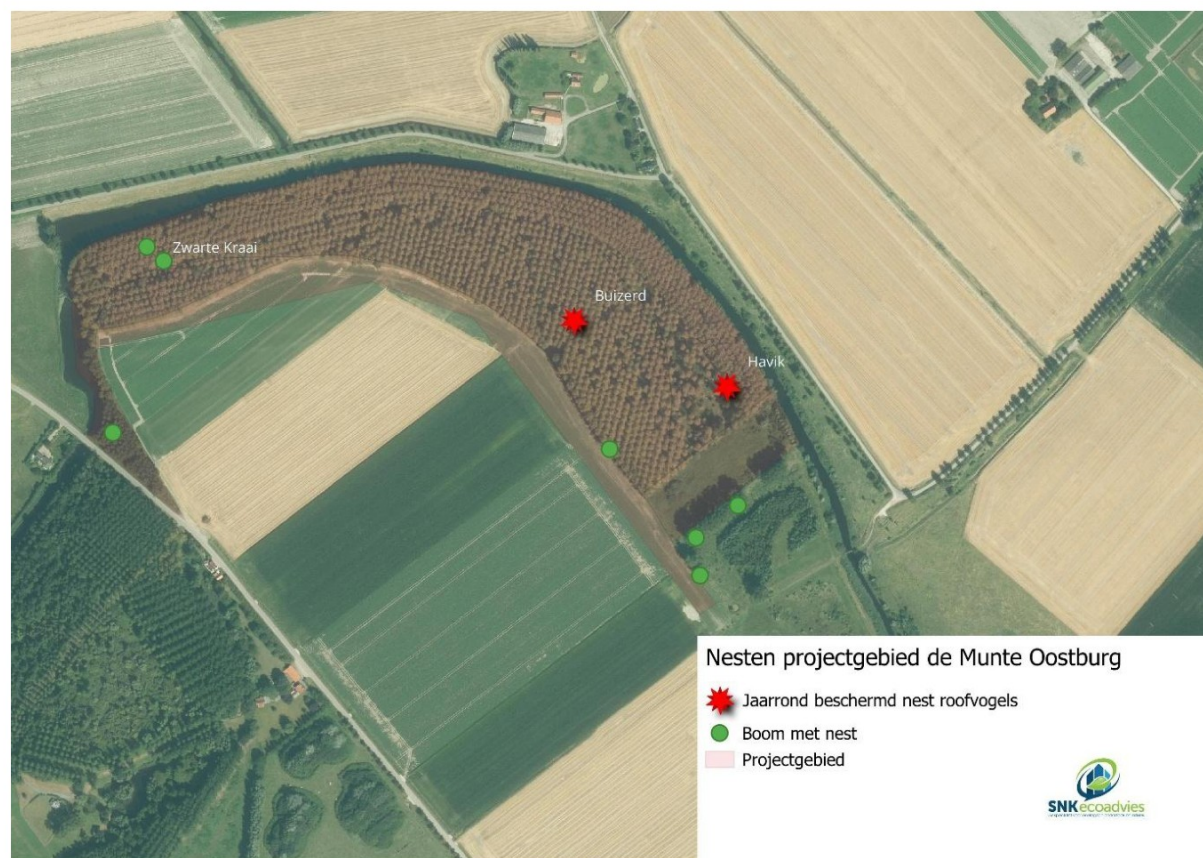 Zwarte Kraai
Buizerd
Havik
Nesten projectgebied de Munte Oostburg
Jaarrond beschermd nest roofvogels
Boom met nest
Projectgebied
SNKecoadvies